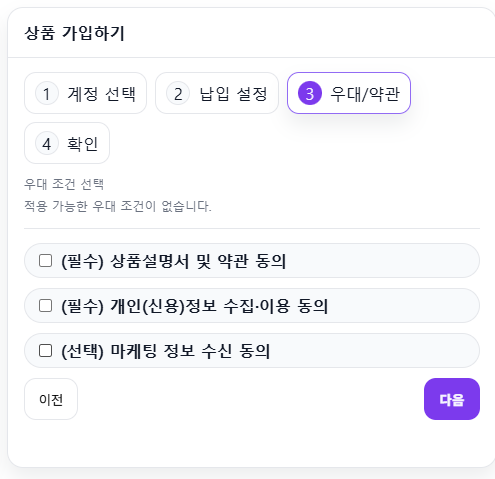 상품 가입하기
1 계정 선택 2 납입 설정 3 우대/약관
4 확인
우대 조건 선택
적용 가능한 우대 조건이 없습니다.
(필수) 상품설명서 및 약관 동의
(필수) 개인(신용)정보 수집·이용 동의
(선택) 마케팅 정보 수신 동의
이전 다음